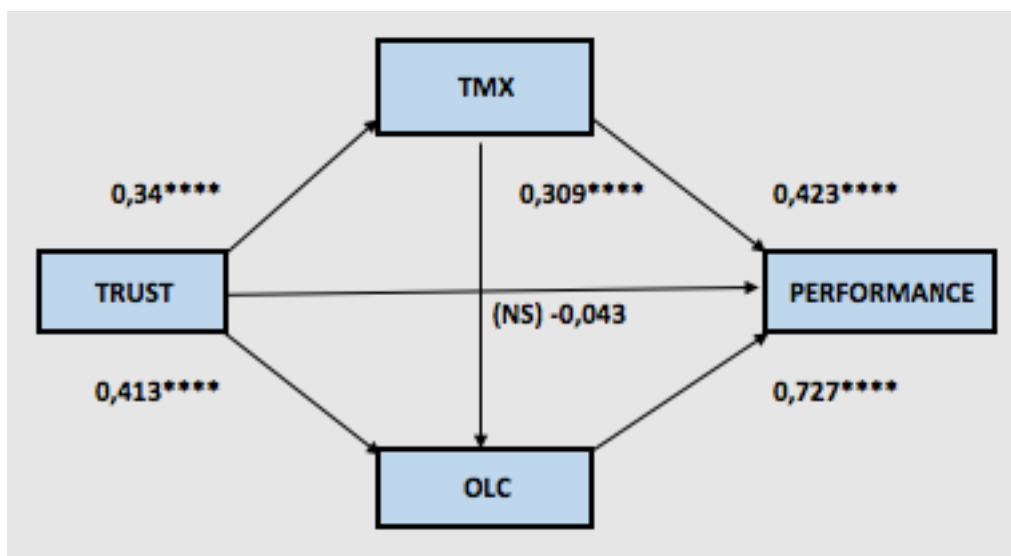 TMX
0,34****
0,309****
0,423****
TRUST
PERFORMANCE
(NS) -0,043
0,413****
0,727****
OLC